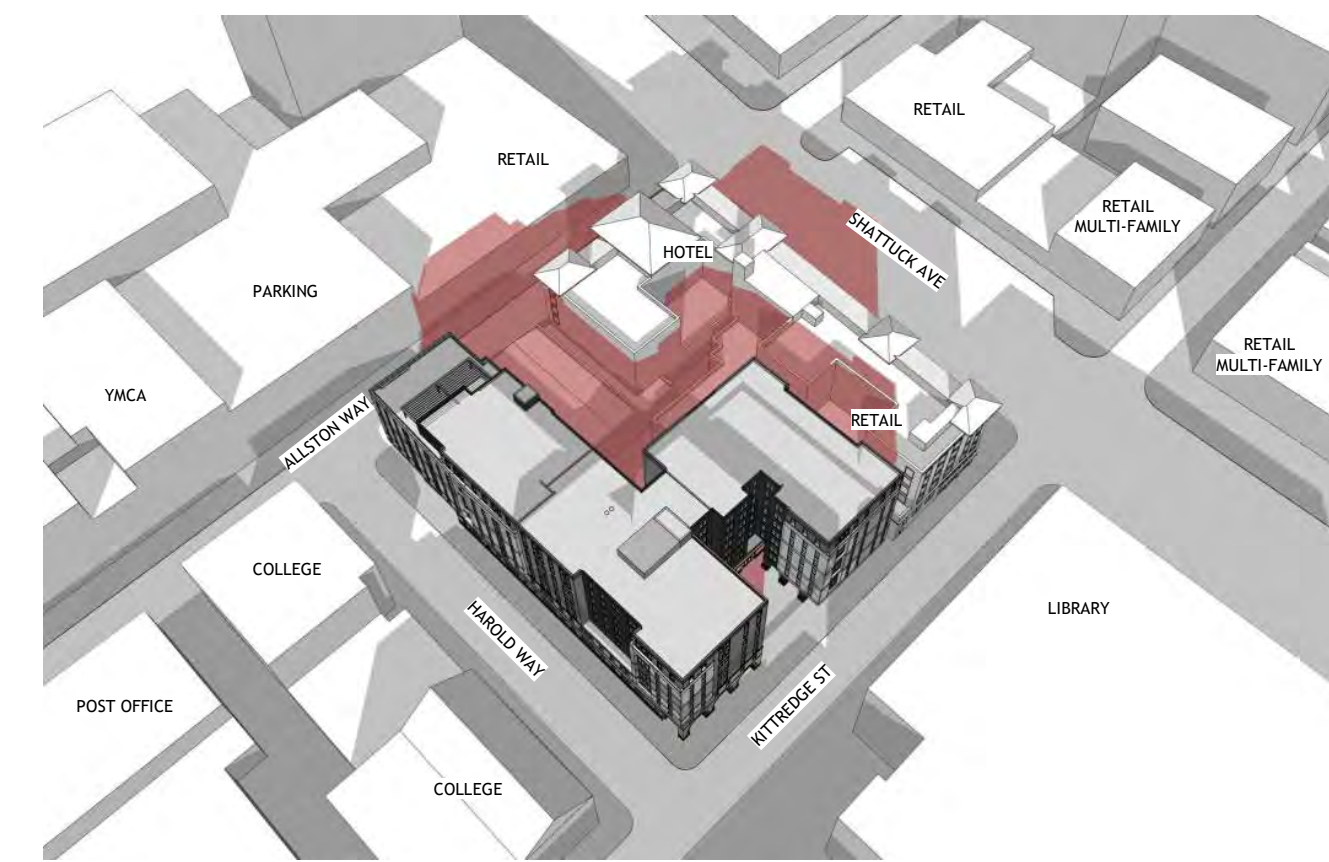 RETAIL
RETAIL
RETAIL
MULTI-FAMILY
SHATTUCK AVE
HOTEL
PARKING
RETAIL
MULTI-FAMILY
YMCA
RETAIL
ALLSTON WAY
COLLEGE
LIBRARY
HAROLD WAY
KITTREDGE ST
POST OFFICE
COLLEGE